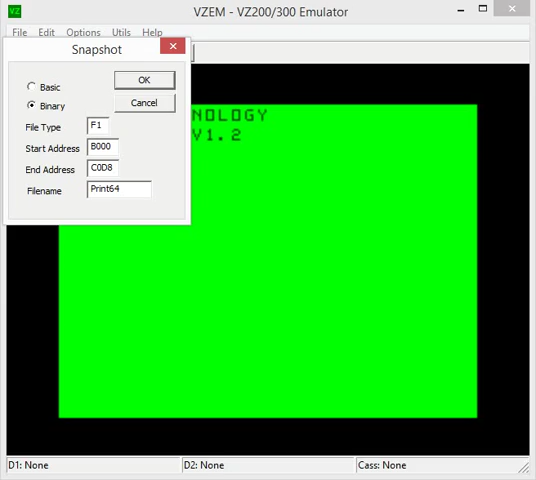 VZ
VZEM - VZ200/300 Emulator
File Edit Options Utils Help
Snapshot
Basic
OK
Binary
Cancel
File Type F1
Start Address B000
End Address C0D8
Filename Print64
NOLOGY
V1.2
D1: None
D2: None
Cass: None